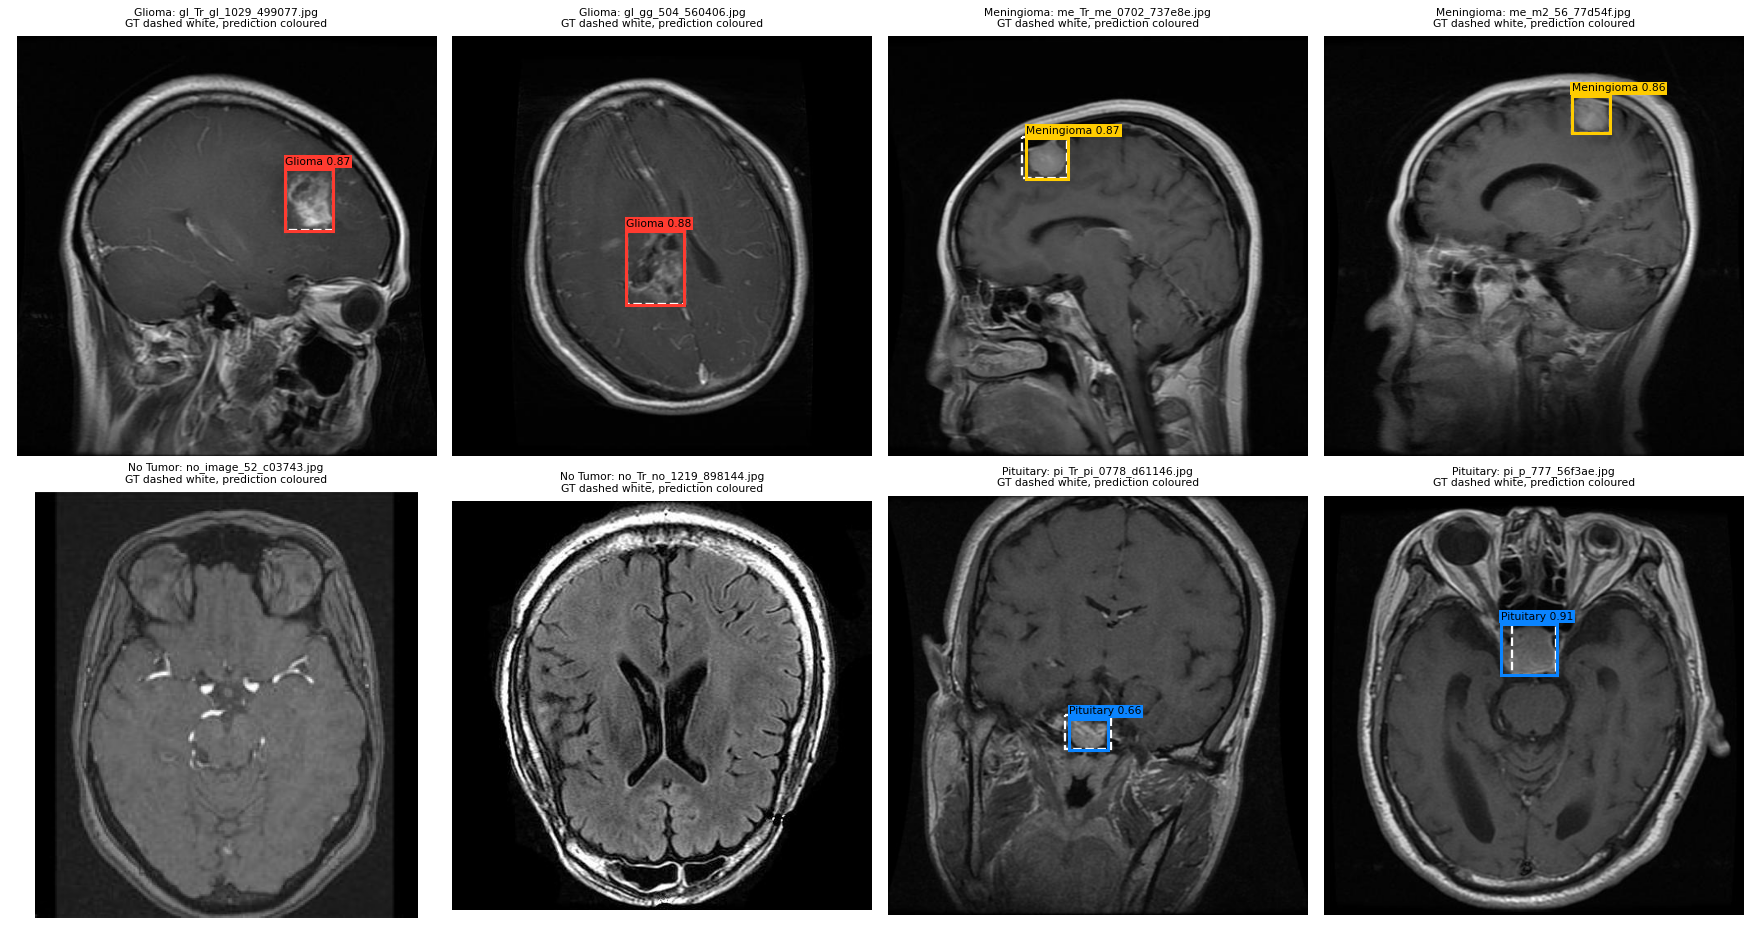 Glioma: gl_Tr_gl_1029_499077.jpg
GT dashed white, prediction coloured
Glioma 0.87
Glioma: gl_gg_504_560406.jpg
GT dashed white, prediction coloured
Glioma 0.88
Meningioma: me_Tr_me_0702_737e8e.jpg
GT dashed white, prediction coloured
Meningioma 0.87
Meningioma: me_m2_56_77d54f.jpg
GT dashed white, prediction coloured
Meningioma 0.86
No Tumor: no_image_52_c03743.jpg
GT dashed white, prediction coloured
No Tumor: no_Tr_no_1219_898144.jpg
GT dashed white, prediction coloured
Pituitary: pi_Tr_pi_0778_d61146.jpg
GT dashed white, prediction coloured
Pituitary 0.66
Pituitary: pi_p_777_56f3ae.jpg
GT dashed white, prediction coloured
Pituitary 0.91